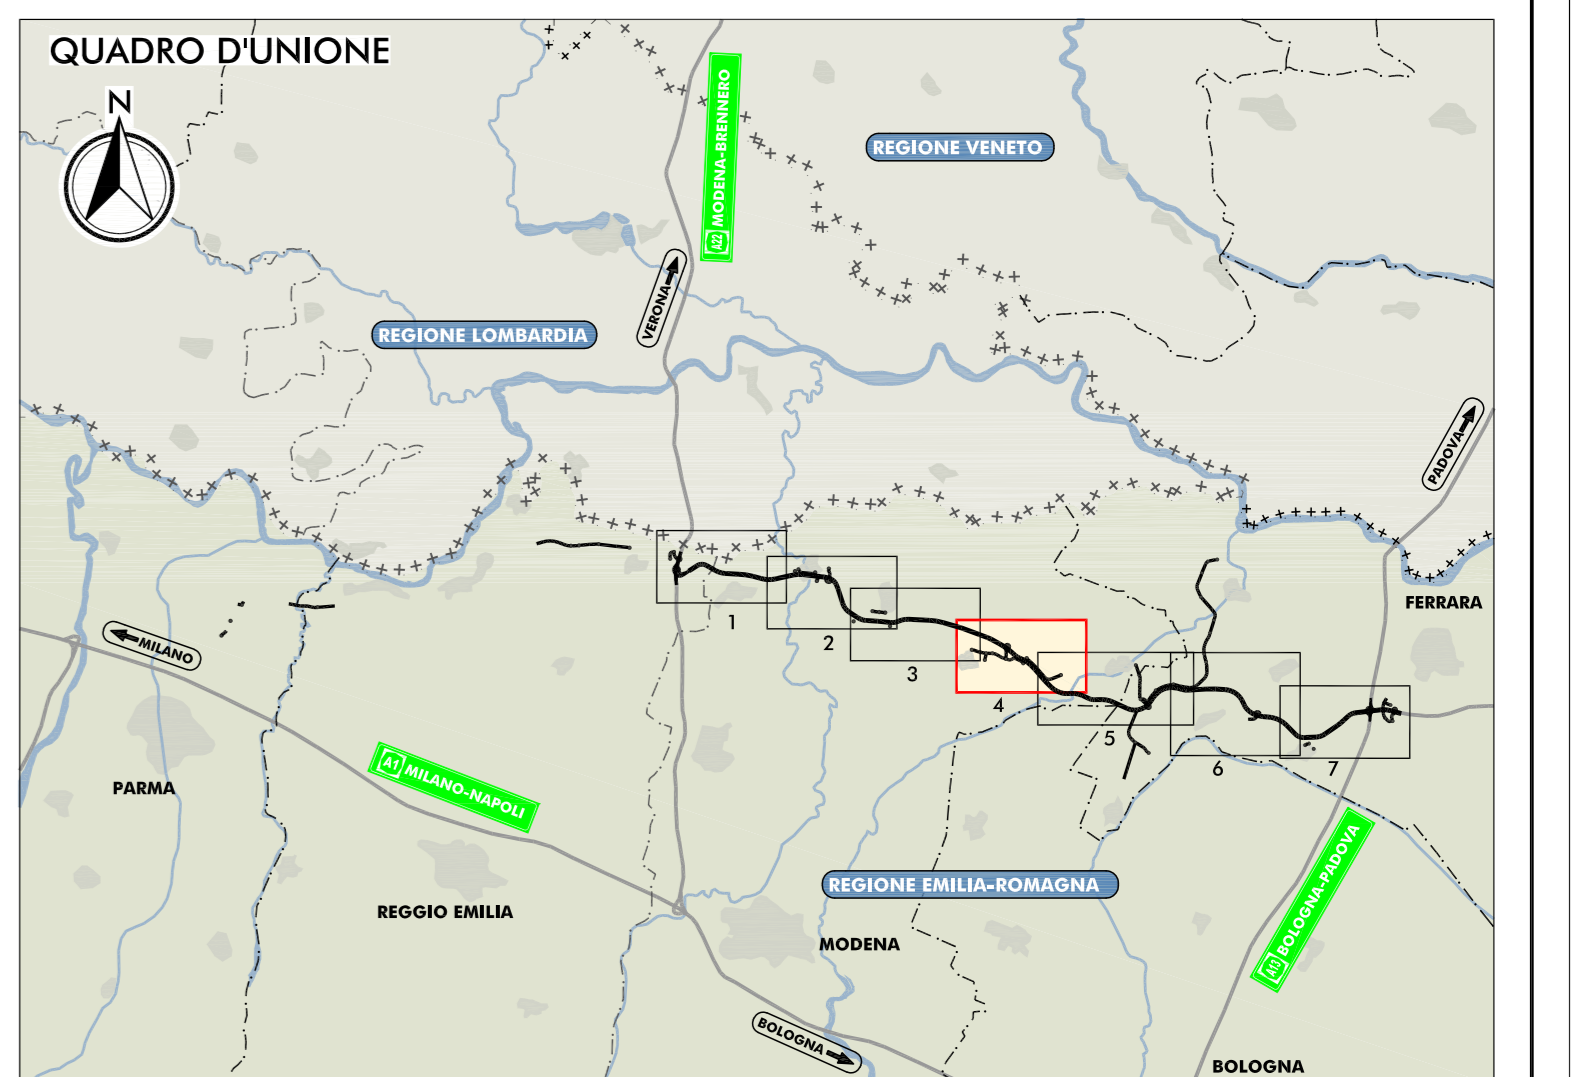 QUADRO D'UNIONE
N
A22 MODENA-BRENNERO
REGIONE VENETO
VERONA
REGIONE LOMBARDIA
PADOVA
FERRARA
MILANO
1
2
3
4
5
6
7
PARMA
A1 MILANO-NAPOLI
REGIONE EMILIA-ROMAGNA
REGGIO EMILIA
MODENA
A13 BOLOGNA-PADOVA
BOLOGNA
BOLOGNA